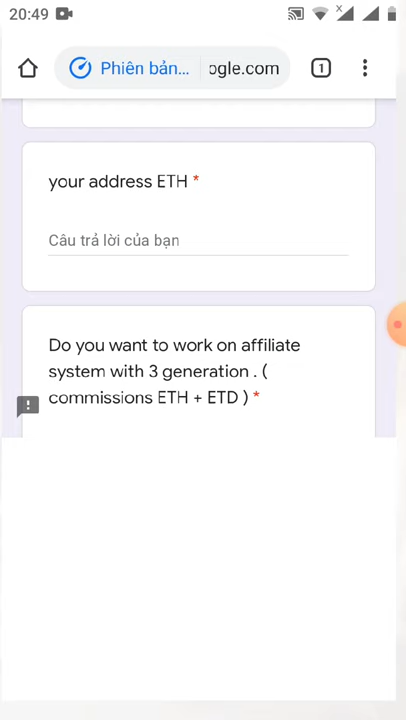 20:49
Phiên bản... ogle.com 1
your address ETH *
Câu trả lời của bạn
Do you want to work on affiliate
system with 3 generation . (
commissions ETH + ETD ) *